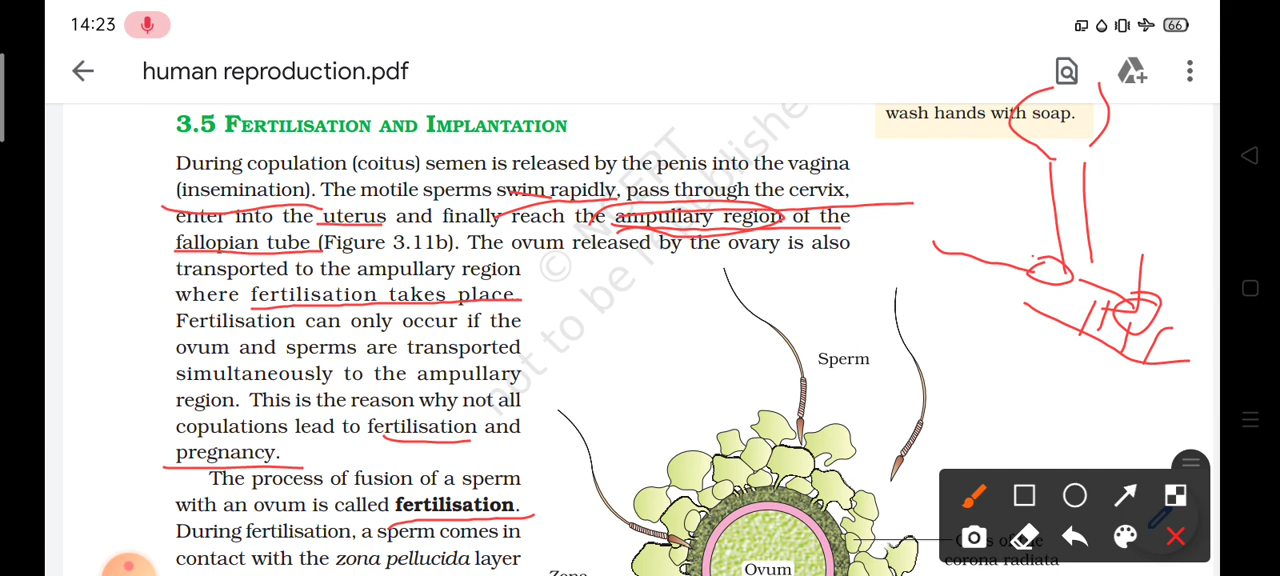 14:23
66
human reproduction.pdf
wash hands with soap.
3.5 FERTILISATION AND IMPLANTATION
During copulation (coitus) semen is released by the penis into the vagina
(insemination). The motile sperms swim rapidly, pass through the cervix,
enter into the uterus and finally reach the ampullary region of the
fallopian tube (Figure 3.11b). The ovum released by the ovary is also
transported to the ampullary region
where fertilisation takes place.
Fertilisation can only occur if the
ovum and sperms are transported
simultaneously to the ampullary
region. This is the reason why not all
copulations lead to fertilisation and
pregnancy.
The process of fusion of a sperm
with an ovum is called fertilisation.
During fertilisation, a sperm comes in
contact with the zona pellucida layer
Sperm
Ovum
Zona
corona radiata
© NCERT
not to be republishe